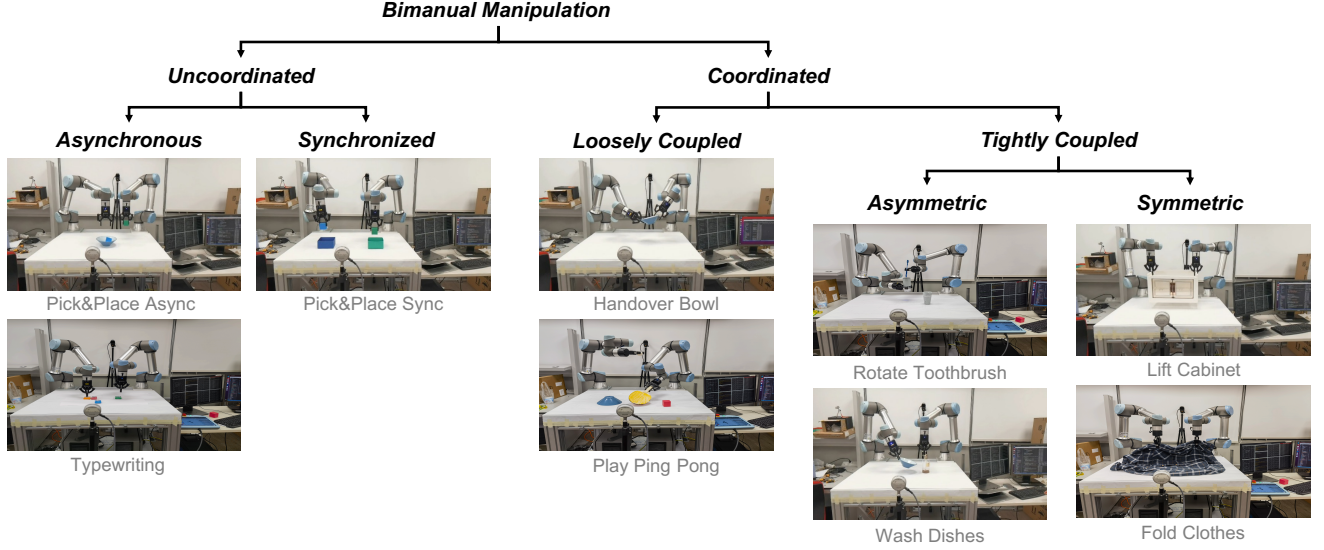 Bimanual Manipulation
Uncoordinated
Coordinated
Asynchronous
Synchronized
Loosely Coupled
Tightly Coupled
Asymmetric
Symmetric
Pick&Place Async
Pick&Place Sync
Handover Bowl
Rotate Toothbrush
Lift Cabinet
Typewriting
Play Ping Pong
Wash Dishes
Fold Clothes